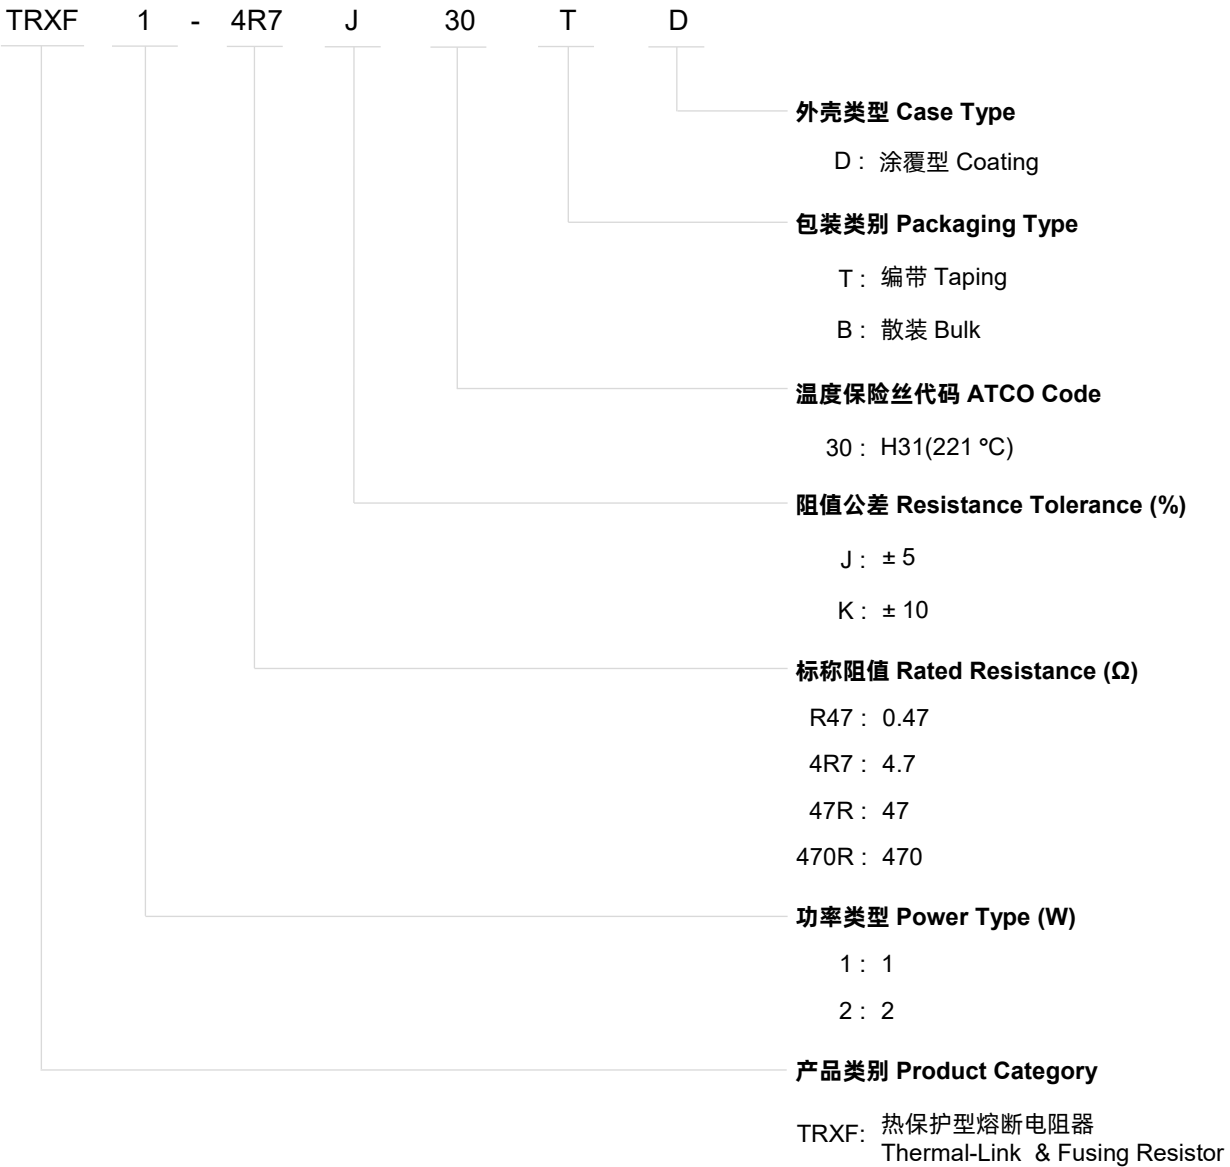 TRXF 1 - 4R7 J 30 T D
外壳类型 Case Type
D : 涂覆型 Coating
包装类别 Packaging Type
T : 编带 Taping
B : 散装 Bulk
温度保险丝代码 ATCO Code
30 : H31(221 ℃)
阻值公差 Resistance Tolerance (%)
J : ± 5
K : ± 10
标称阻值 Rated Resistance (Ω)
R47 : 0.47
4R7 : 4.7
47R : 47
470R : 470
功率类型 Power Type (W)
1 : 1
2 : 2
产品类别 Product Category
TRXF: 热保护型熔断电阻器
Thermal-Link & Fusing Resistor